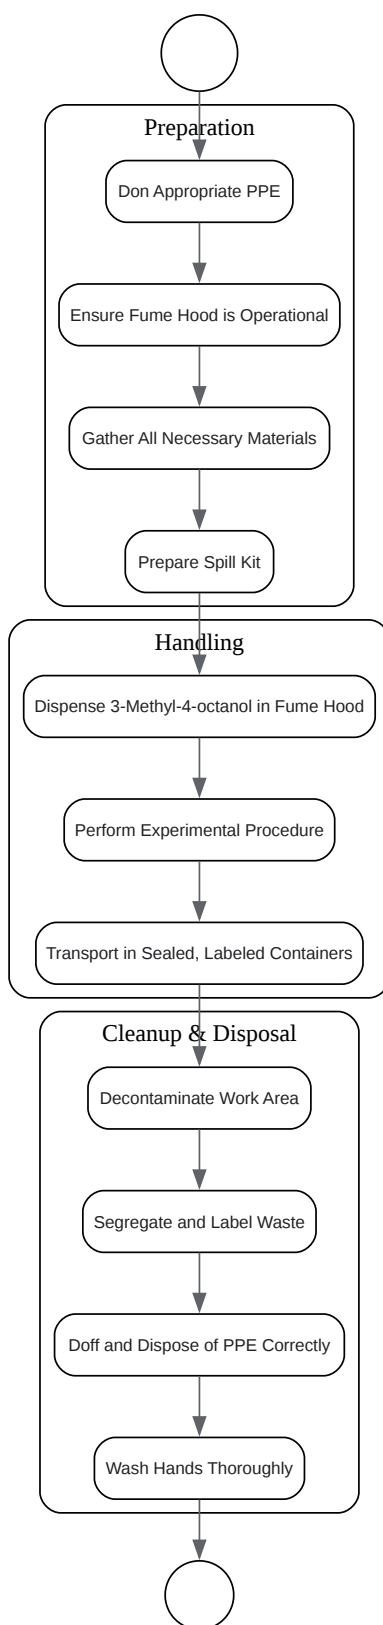 Preparation
Don Appropriate PPE
Ensure Fume Hood is Operational
Gather All Necessary Materials
Prepare Spill Kit
Handling
Dispense 3-Methyl-4-octanol in Fume Hood
Perform Experimental Procedure
Transport in Sealed, Labeled Containers
Cleanup & Disposal
Decontaminate Work Area
Segregate and Label Waste
Doff and Dispose of PPE Correctly
Wash Hands Thoroughly